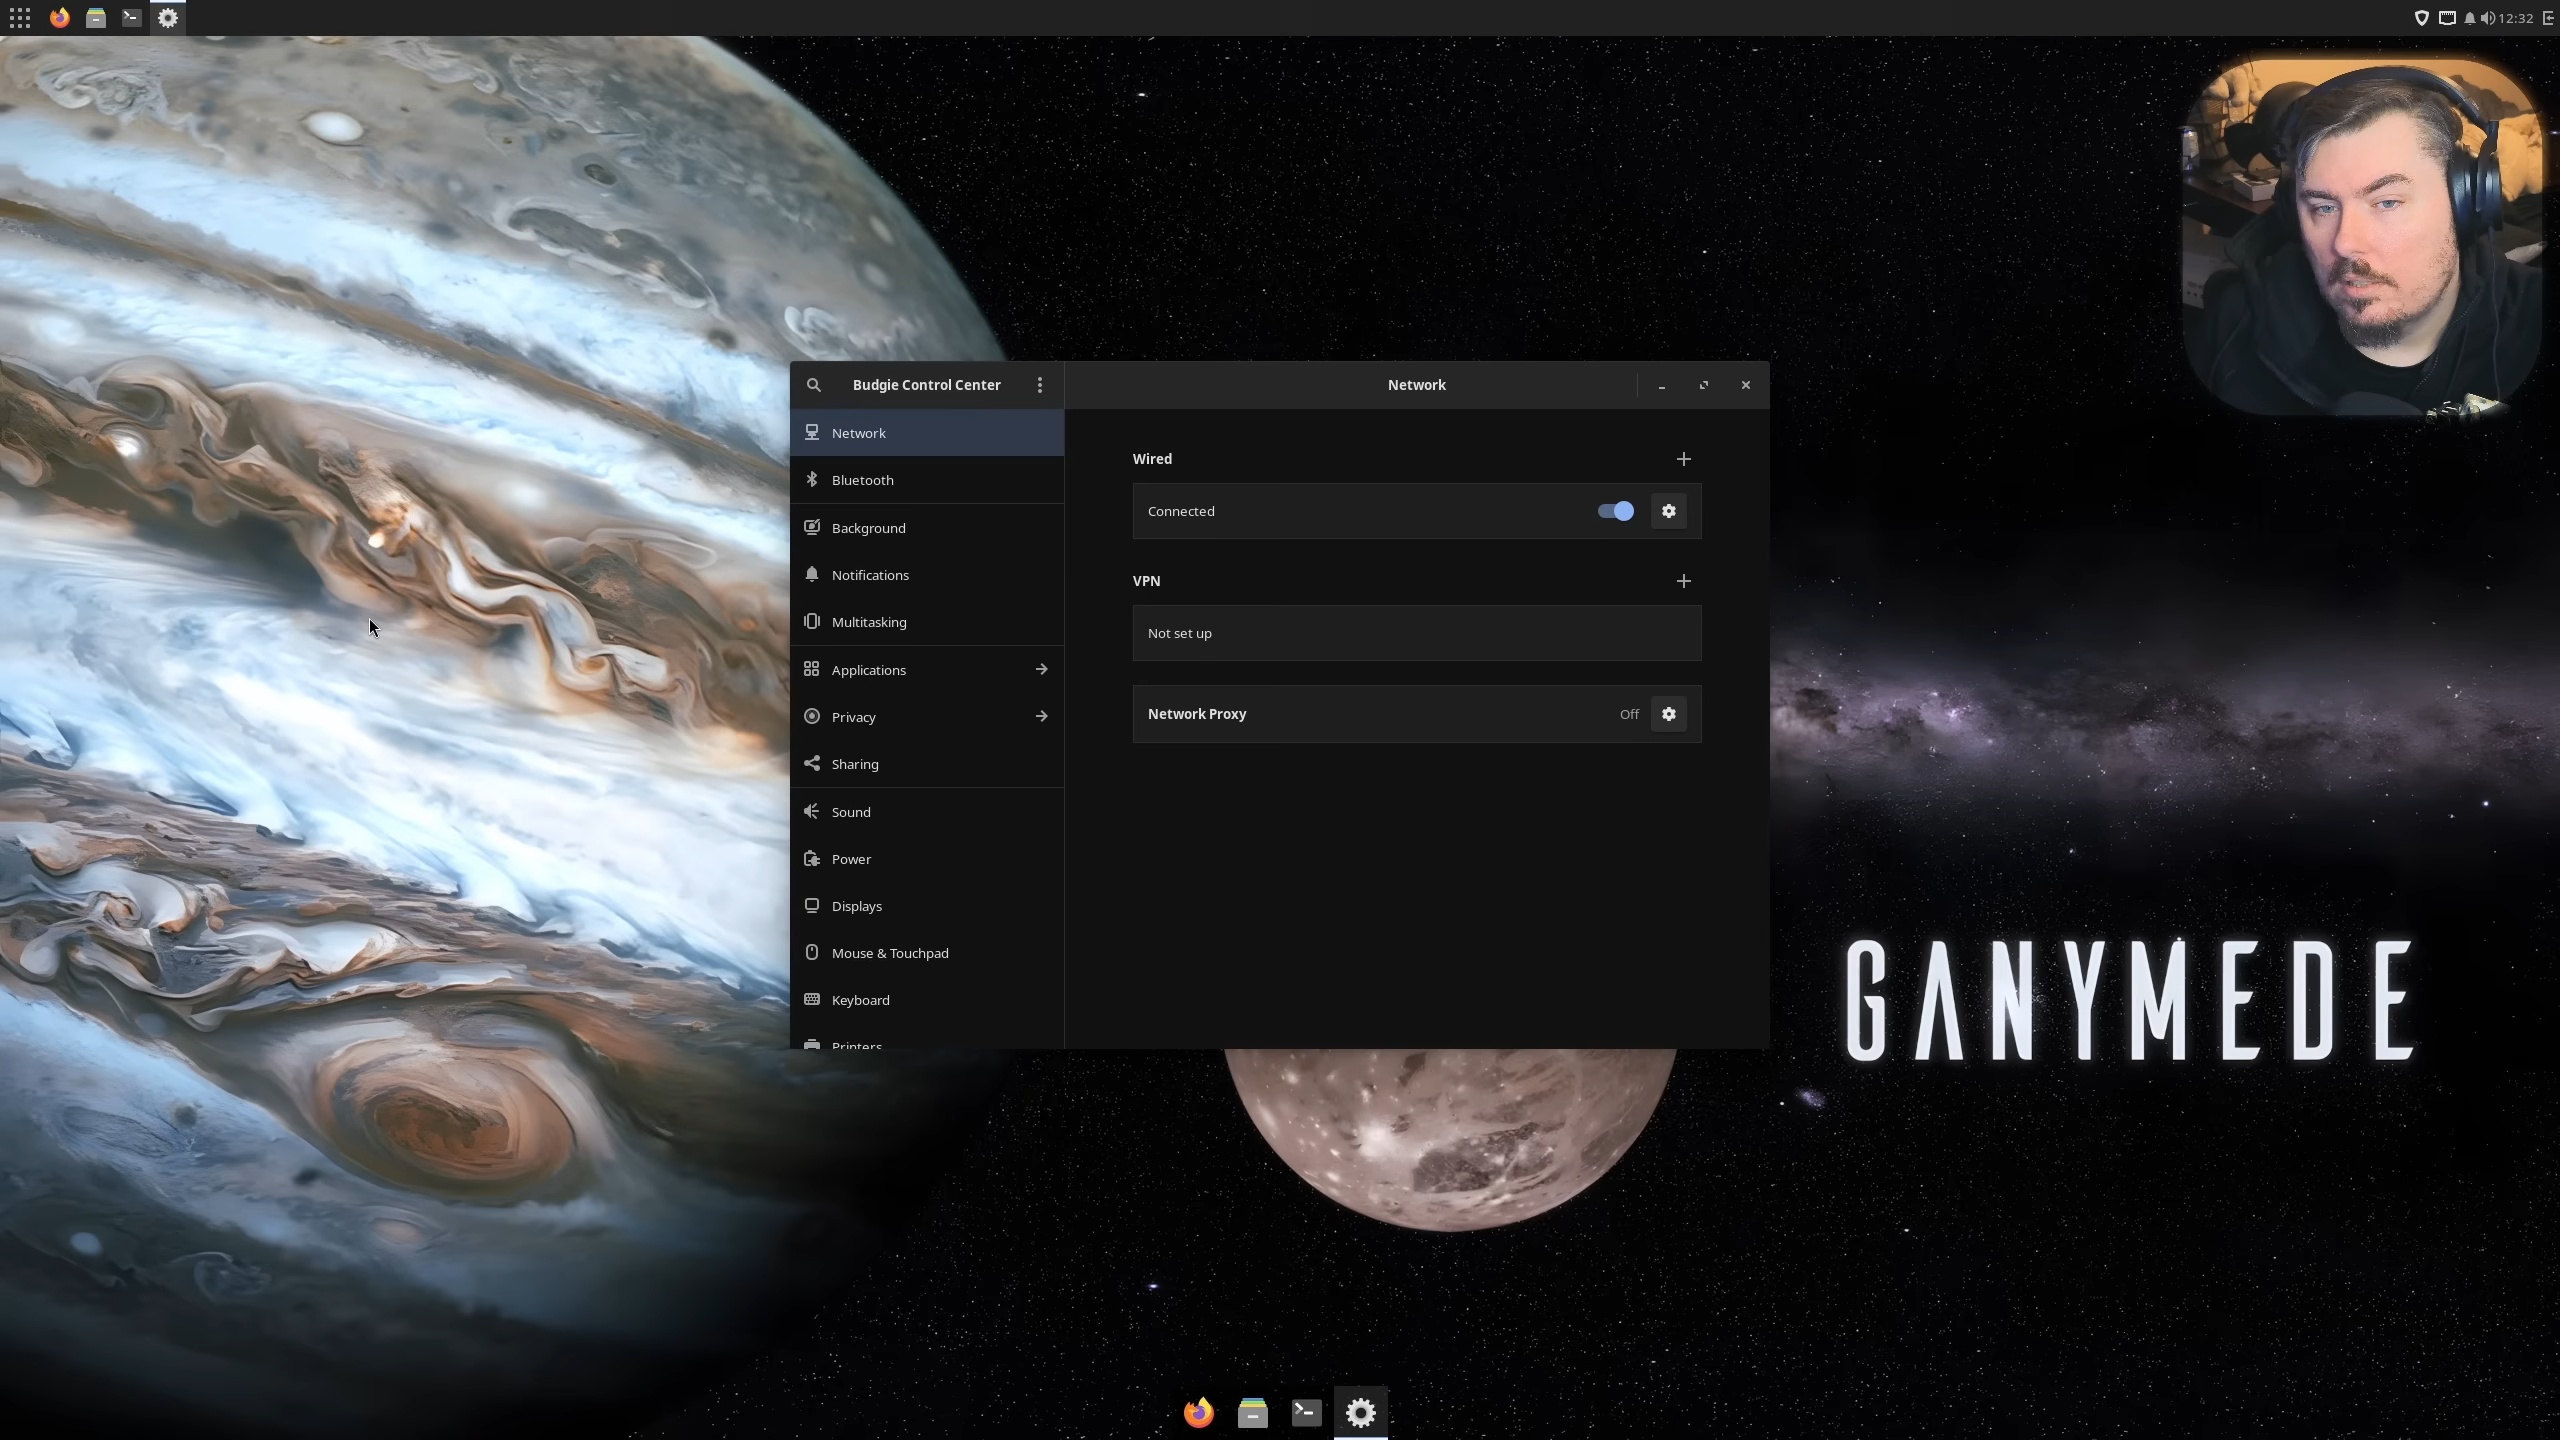 12:32
Budgie Control Center
Network
Network
Bluetooth
Background
Notifications
Multitasking
Applications
Privacy
Sharing
Sound
Power
Displays
Mouse & Touchpad
Keyboard
Printers
Wired
Connected
VPN
Not set up
Network Proxy
Off
GANYMEDE